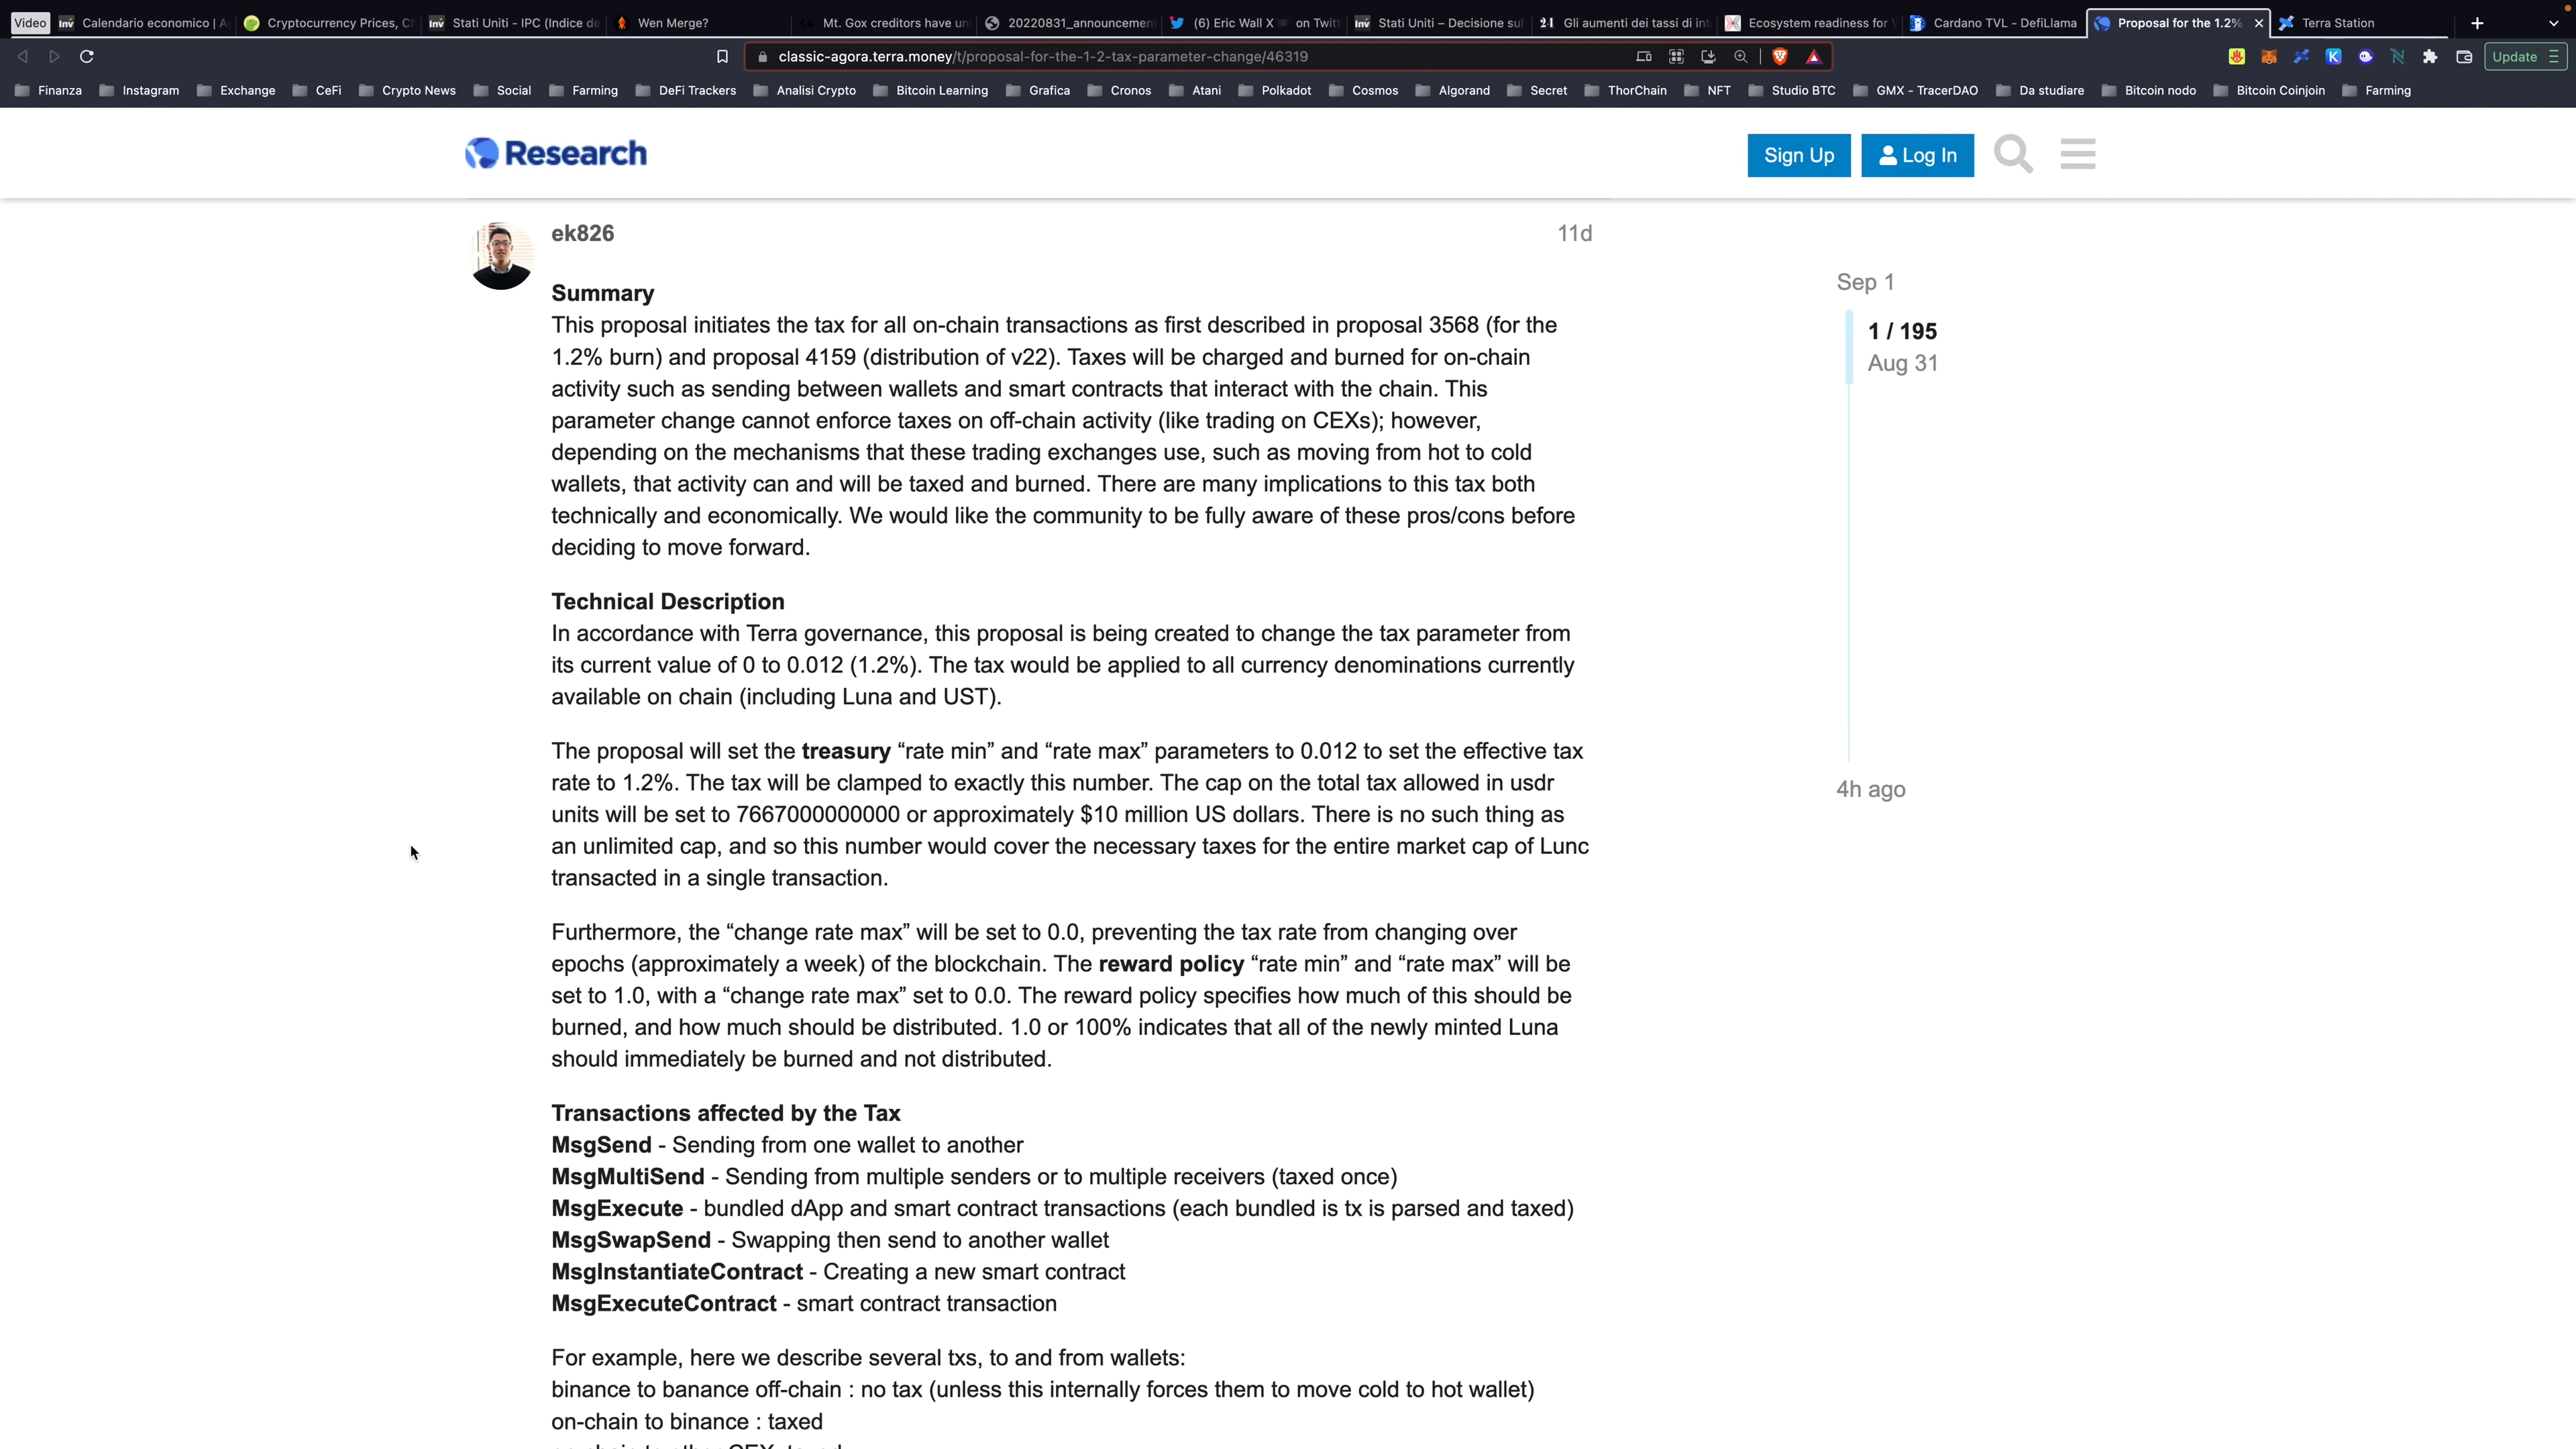 Video
Calendario economico | A
Cryptocurrency Prices, C
Stati Uniti - IPC (Indice de
Wen Merge?
Mt. Gox creditors have un
20220831_announcemen
(6) Eric Wall X on Twitt
Stati Uniti – Decisione su
Gli aumenti dei tassi di int
Ecosystem readiness for
Cardano TVL - DefiLlama
Proposal for the 1.2%
Terra Station
classic-agora.terra.money/t/proposal-for-the-1-2-tax-parameter-change/46319
Update
Finanza
Instagram
Exchange
CeFi
Crypto News
Social
Farming
DeFi Trackers
Analisi Crypto
Bitcoin Learning
Grafica
Cronos
Atani
Polkadot
Cosmos
Algorand
Secret
ThorChain
NFT
Studio BTC
GMX - TracerDAO
Da studiare
Bitcoin nodo
Bitcoin Coinjoin
Farming
Research
Sign Up
Log In
ek826
11d
Summary
This proposal initiates the tax for all on-chain transactions as first described in proposal 3568 (for the
1.2% burn) and proposal 4159 (distribution of v22). Taxes will be charged and burned for on-chain
activity such as sending between wallets and smart contracts that interact with the chain. This
parameter change cannot enforce taxes on off-chain activity (like trading on CEXs); however,
depending on the mechanisms that these trading exchanges use, such as moving from hot to cold
wallets, that activity can and will be taxed and burned. There are many implications to this tax both
technically and economically. We would like the community to be fully aware of these pros/cons before
deciding to move forward.
Technical Description
In accordance with Terra governance, this proposal is being created to change the tax parameter from
its current value of 0 to 0.012 (1.2%). The tax would be applied to all currency denominations currently
available on chain (including Luna and UST).
The proposal will set the treasury “rate min” and “rate max” parameters to 0.012 to set the effective tax
rate to 1.2%. The tax will be clamped to exactly this number. The cap on the total tax allowed in usdr
units will be set to 7667000000000 or approximately $10 million US dollars. There is no such thing as
an unlimited cap, and so this number would cover the necessary taxes for the entire market cap of Lunc
transacted in a single transaction.
Furthermore, the “change rate max” will be set to 0.0, preventing the tax rate from changing over
epochs (approximately a week) of the blockchain. The reward policy “rate min” and “rate max” will be
set to 1.0, with a “change rate max” set to 0.0. The reward policy specifies how much of this should be
burned, and how much should be distributed. 1.0 or 100% indicates that all of the newly minted Luna
should immediately be burned and not distributed.
Transactions affected by the Tax
MsgSend - Sending from one wallet to another
MsgMultiSend - Sending from multiple senders or to multiple receivers (taxed once)
MsgExecute - bundled dApp and smart contract transactions (each bundled is tx is parsed and taxed)
MsgSwapSend - Swapping then send to another wallet
MsgInstantiateContract - Creating a new smart contract
MsgExecuteContract - smart contract transaction
For example, here we describe several txs, to and from wallets:
binance to banance off-chain : no tax (unless this internally forces them to move cold to hot wallet)
on-chain to binance : taxed
Sep 1
1 / 195
Aug 31
4h ago